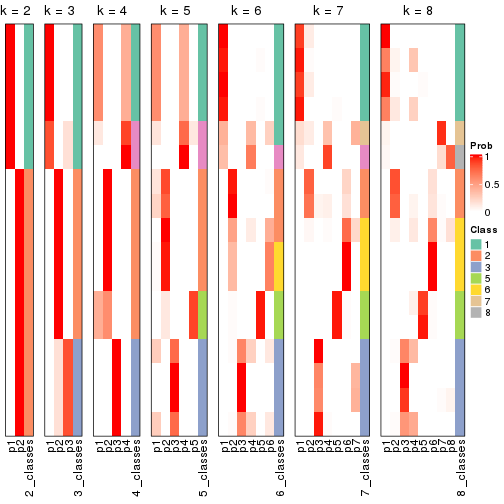 k = 2 k = 3 k = 4 k = 5 k = 6 k = 7 k = 8
Prob
1
0.5
0
Class
1
2
3
4
5
6
7
8
p1 p2 2_classes p1 p2 p3 3_classes p1 p2 p3 p4 4_classes p1 p2 p3 p4 p5 5_classes p1 p2 p3 p4 p5 p6 6_classes p1 p2 p3 p4 p5 p6 p7 7_classes p1 p2 p3 p4 p5 p6 p7 p8 8_classes